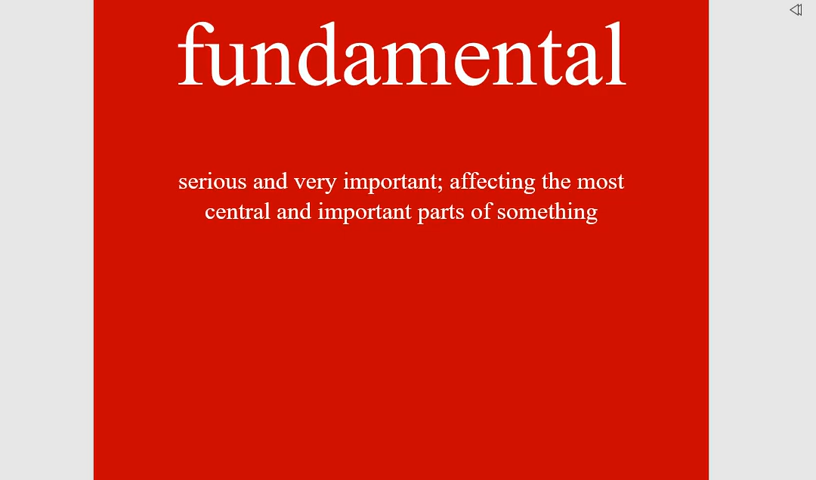 fundamental
serious and very important; affecting the most
central and important parts of something